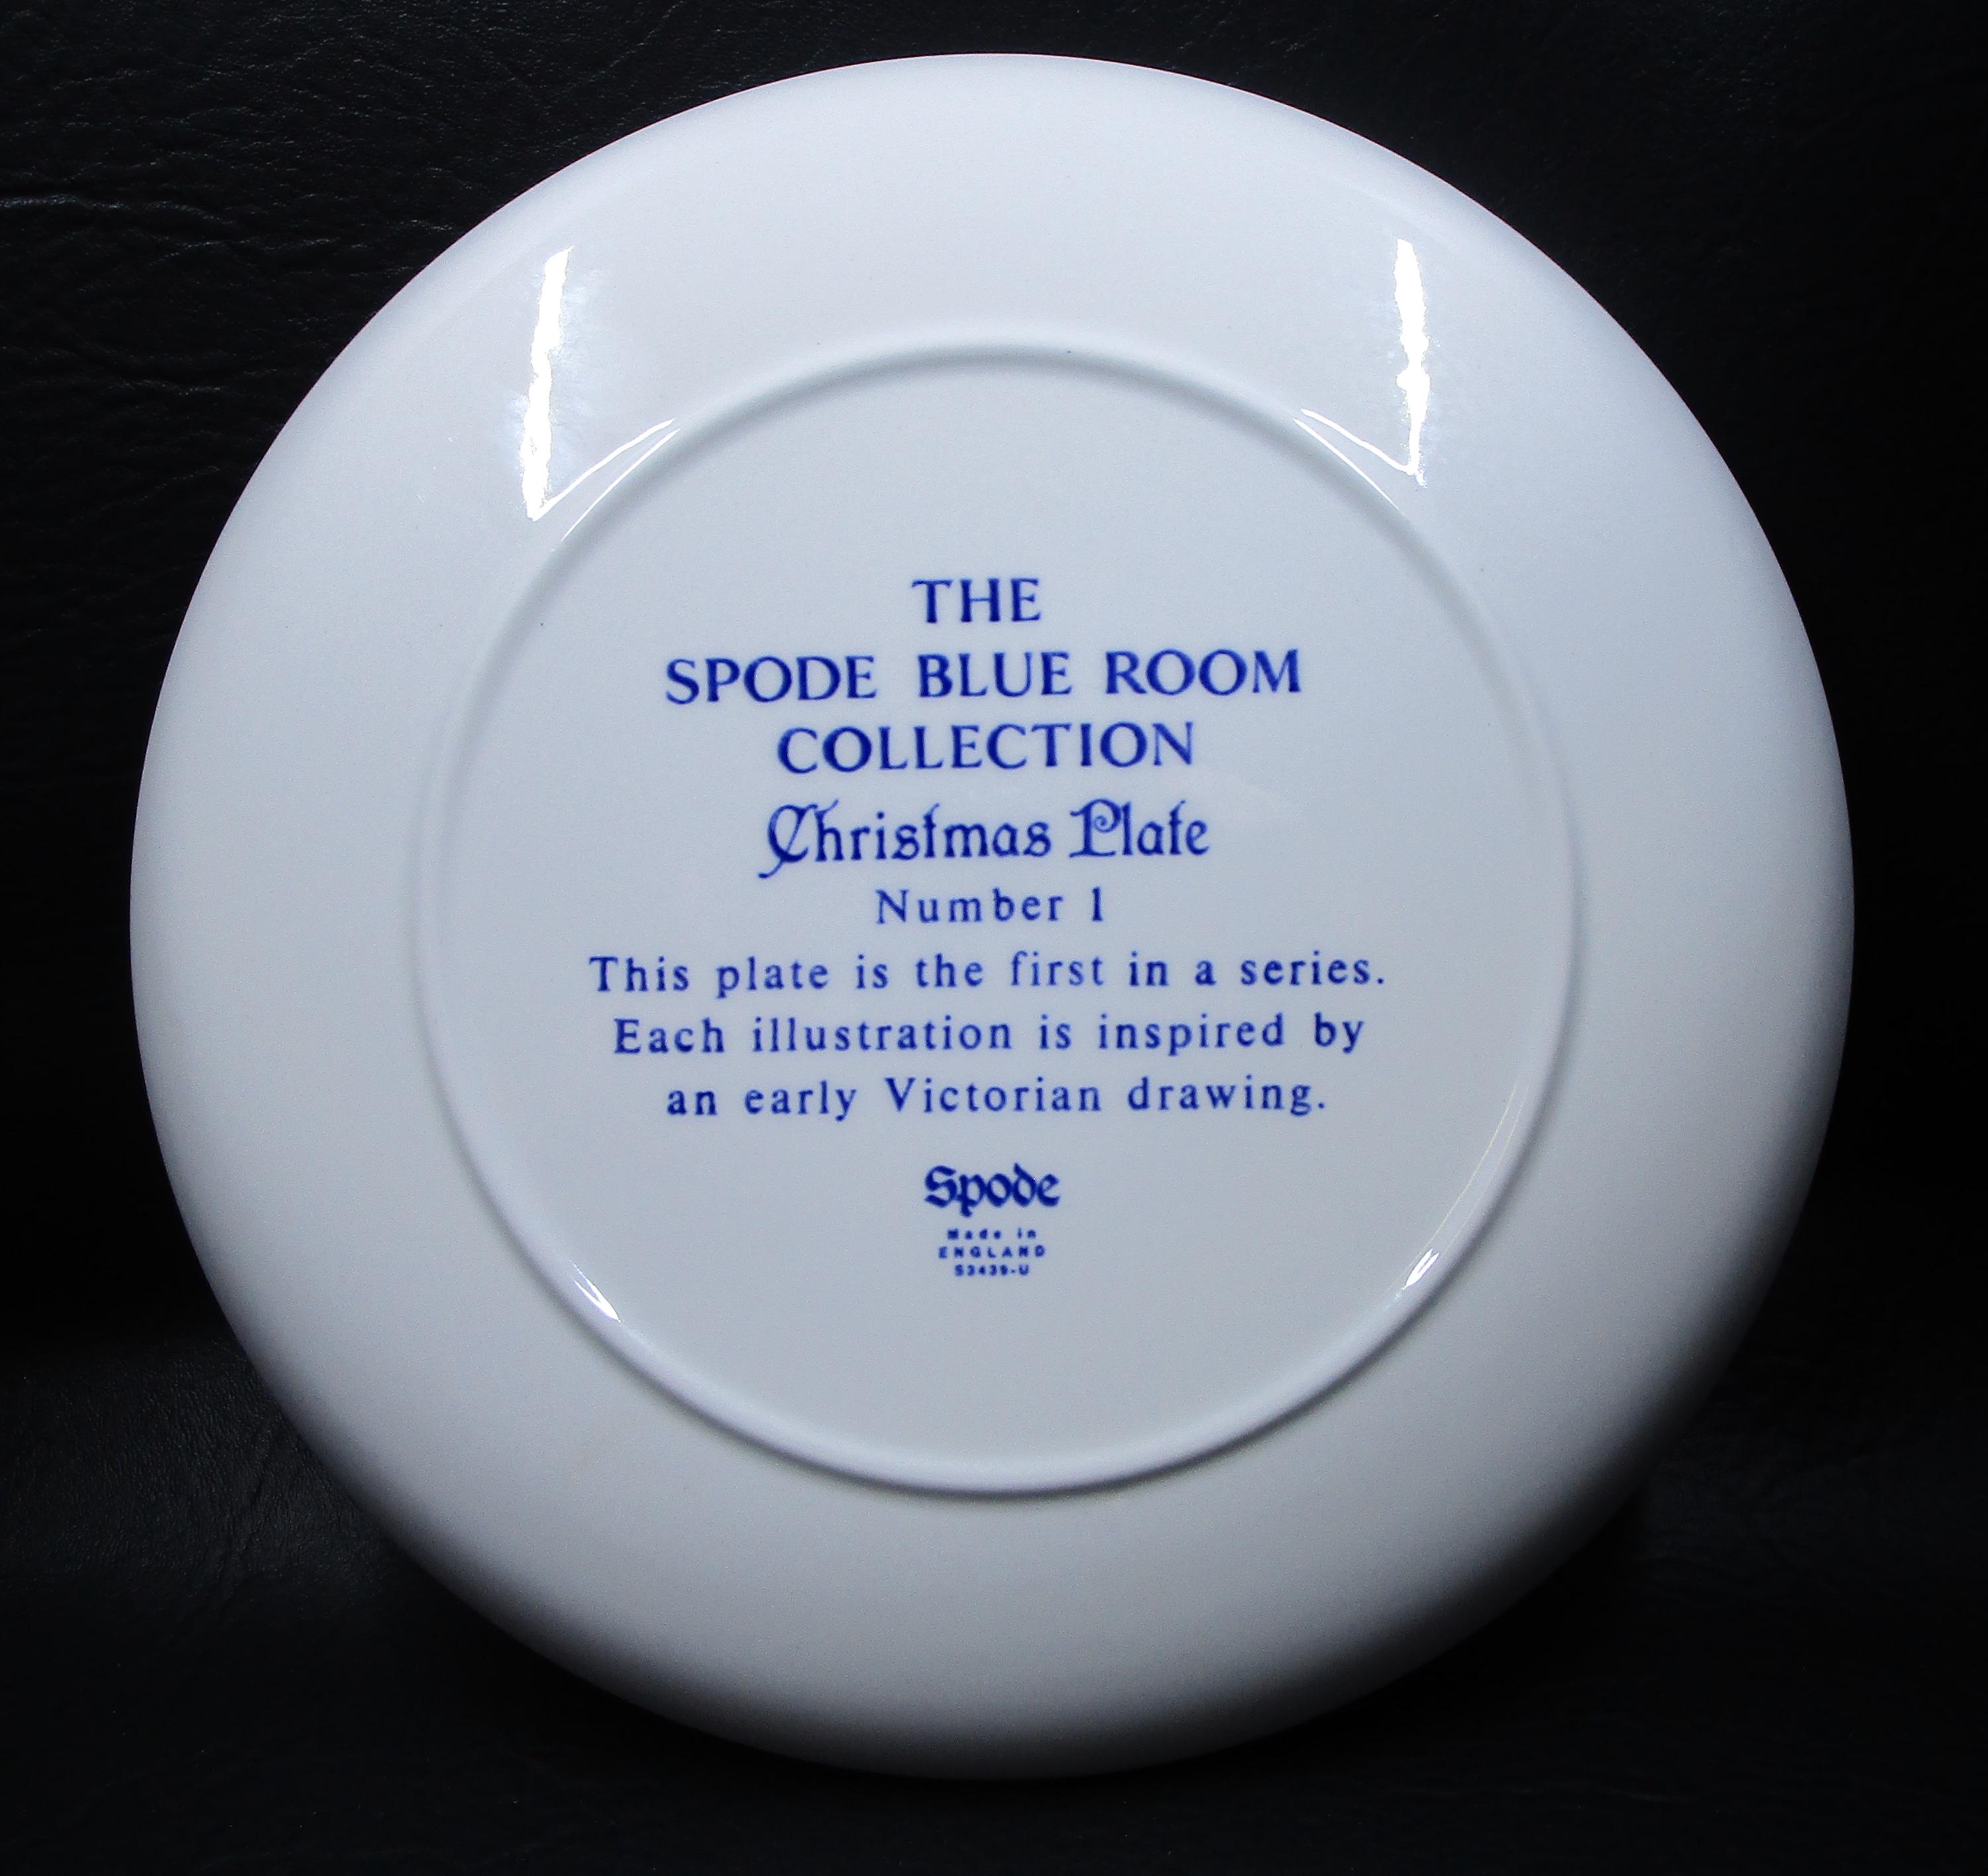 THE
SPODE BLUE ROOM
COLLECTION
Christmas Plate
Number 1
This plate is the first in a series.
Each illustration is inspired by
an early Victorian drawing.
Spode
Made in
ENGLAND
S3439-U